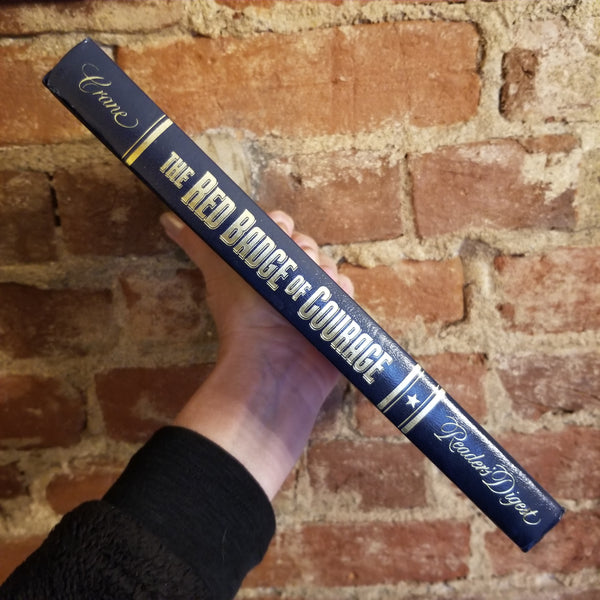 Crane
THE RED BADGE OF COURAGE
Reader's Digest